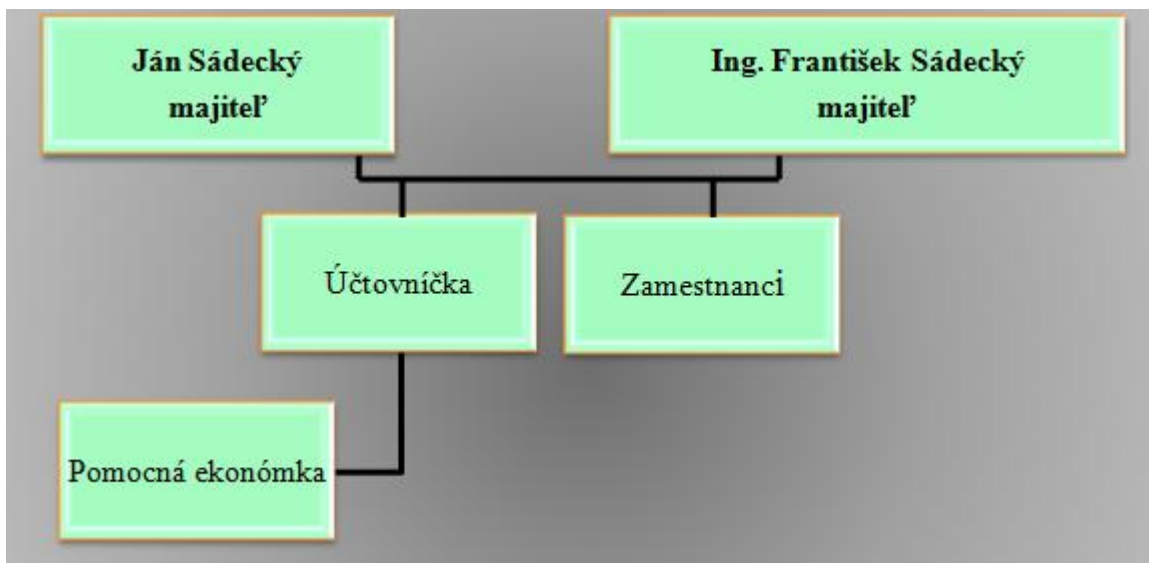 Ján Sádecký
majiteľ
Ing. František Sádecký
majiteľ
Účtovníčka
Zamestnanci
Pomocná ekonómka